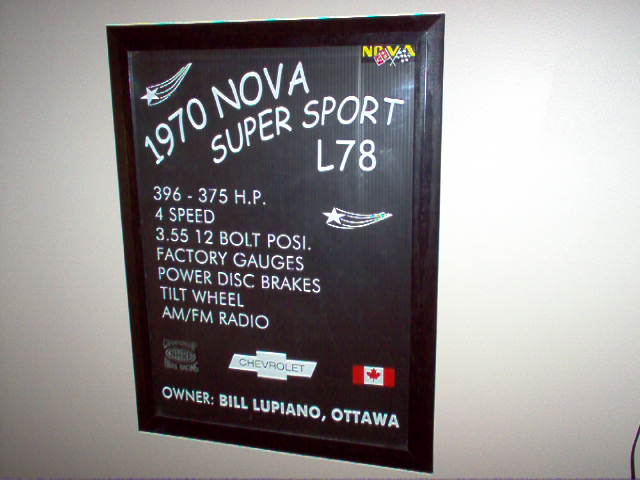 NOVA
1970 NOVA
SUPER SPORT
L78
396 - 375 H.P.
4 SPEED
3.55 12 BOLT POSI.
FACTORY GAUGES
POWER DISC BRAKES
TILT WHEEL
AM/FM RADIO
CHEVROLET
OWNER: BILL LUPIANO, OTTAWA